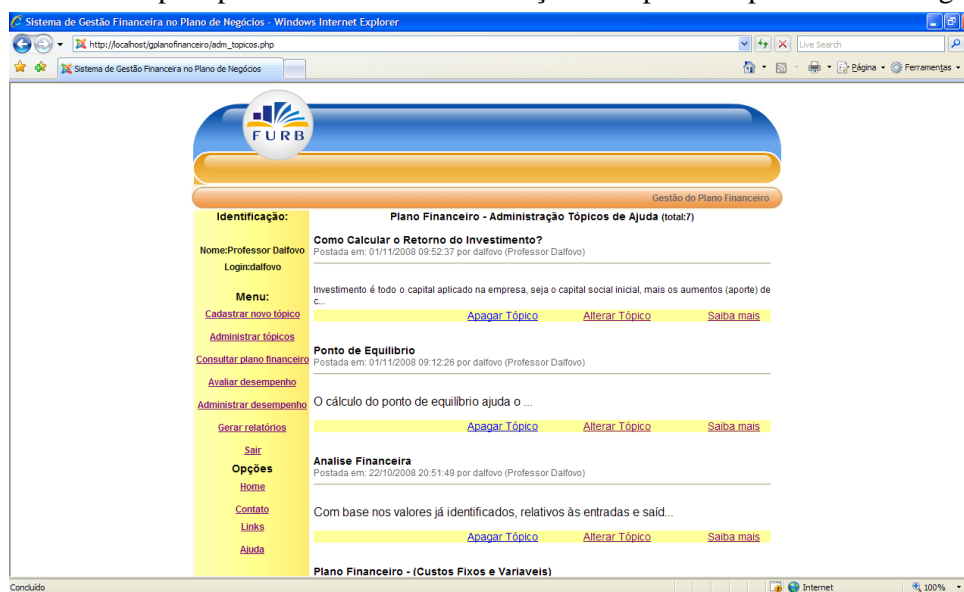 Sistema de Gestão Financeira no Plano de Negócios - Windows Internet Explorer
http://localhost/gplanofinanceiro/adm_topicos.php
Live Search
Sistema de Gestão Financeira no Plano de Negócios
Página
Ferramentas
FURB
Gestão do Plano Financeiro
Identificação:
Nome:Professor Dalfovo
Login:dalfovo
Menu:
Cadastrar novo tópico
Administrar tópicos
Consultar plano financeiro
Avaliar desempenho
Administrar desempenho
Gerar relatórios
Sair
Opções
Home
Contato
Links
Ajuda
Plano Financeiro - Administração Tópicos de Ajuda (total:7)
Como Calcular o Retorno do Investimento?
Postada em: 01/11/2008 09:52:37 por dalfovo (Professor Dalfovo)
Investimento é todo o capital aplicado na empresa, seja o capital social inicial, mais os aumentos (aporte) de
c...
Apagar Tópico Alterar Tópico Saiba mais
Ponto de Equilibrio
Postada em: 01/11/2008 09:12:26 por dalfovo (Professor Dalfovo)
O cálculo do ponto de equilíbrio ajuda o ...
Apagar Tópico Alterar Tópico Saiba mais
Analise Financeira
Postada em: 22/10/2008 20:51:49 por dalfovo (Professor Dalfovo)
Com base nos valores já identificados, relativos às entradas e saíd...
Apagar Tópico Alterar Tópico Saiba mais
Plano Financeiro - (Custos Fixos e Variaveis)
Concluído
Internet
100%